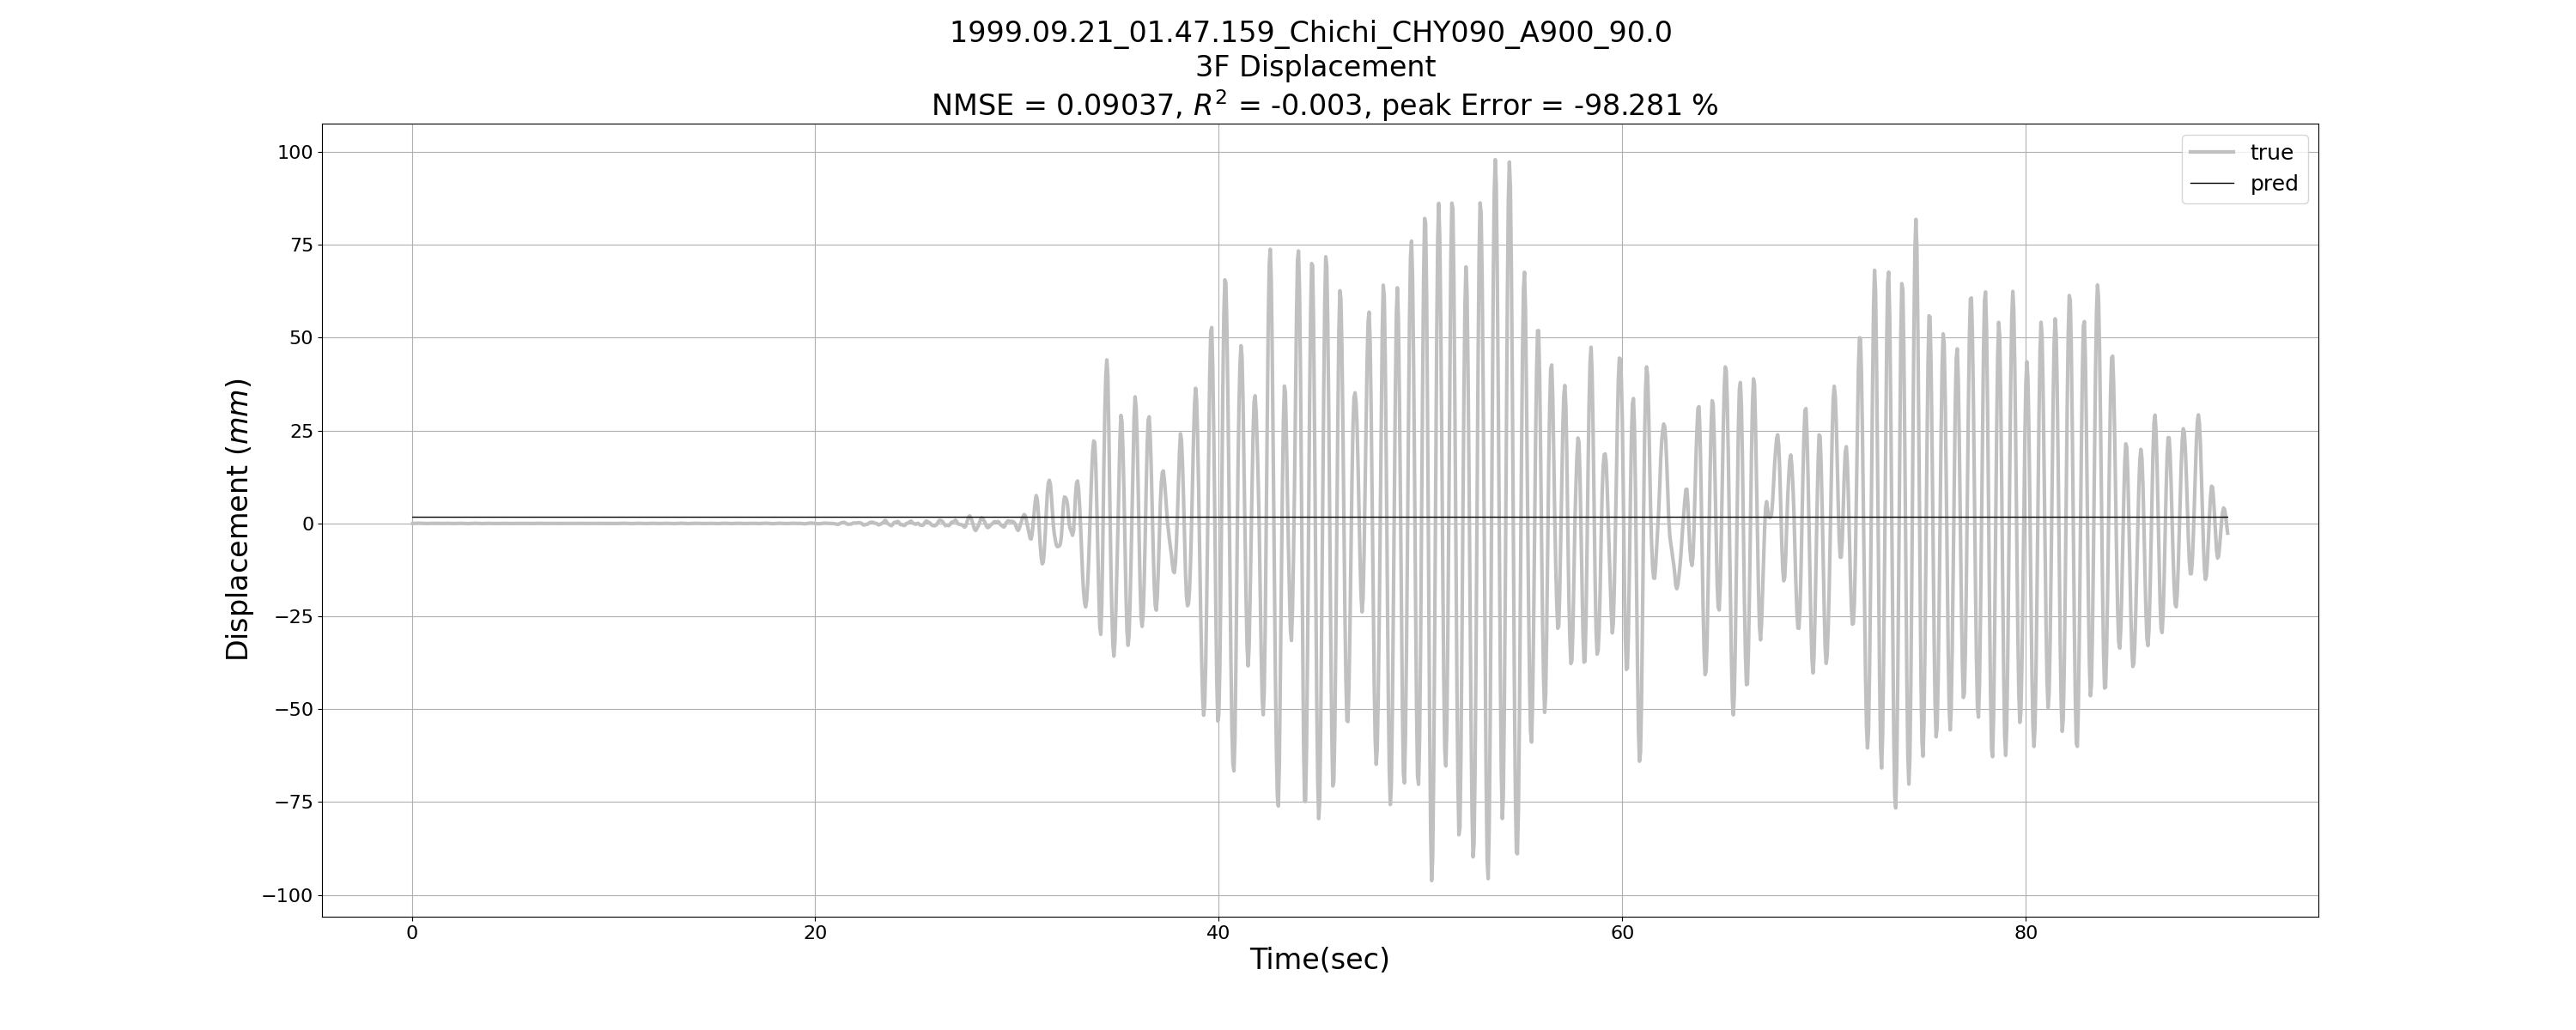 1999.09.21_01.47.159_Chichi_CHY090_A900_90.0
3F Displacement
NMSE = 0.09037, R² = -0.003, peak Error = -98.281 %
true
pred
100
75
50
25
0
−25
−50
−75
−100
Displacement (mm)
0 20 40 60 80
Time(sec)